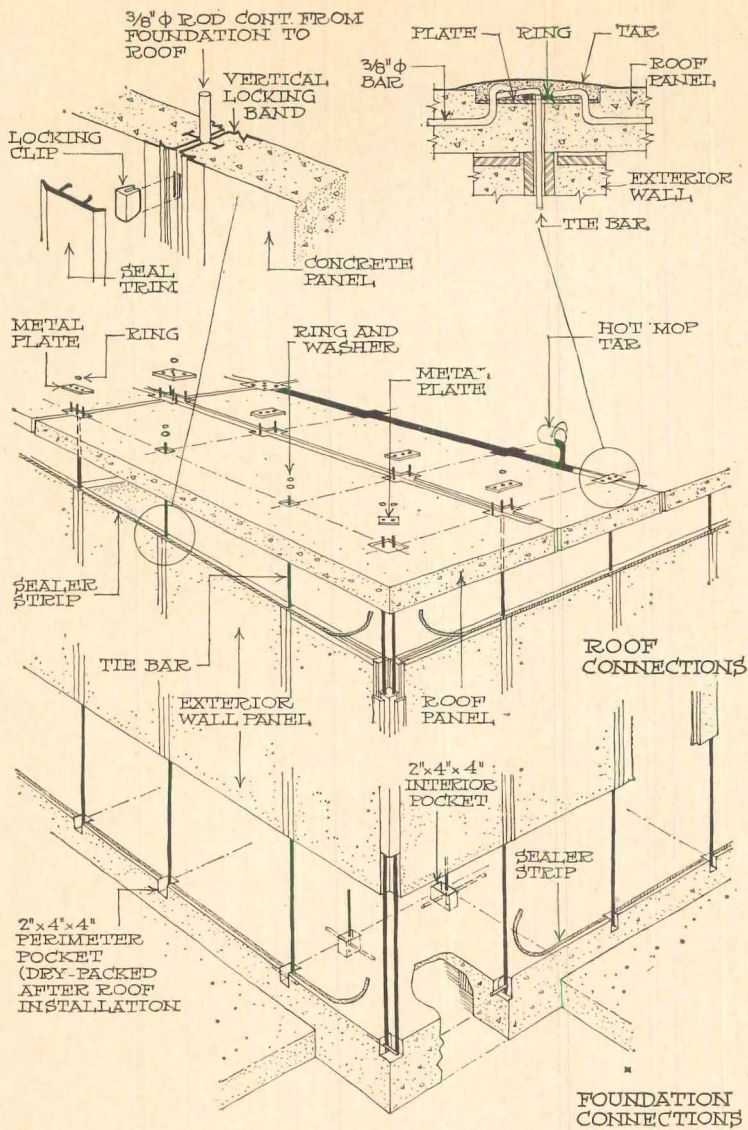 3/8" ϕ ROD CONT. FROM
FOUNDATION TO
ROOF
VERTICAL
LOCKING
BAND
LOCKING
CLIP
SEAL
TRIM
CONCRETE
PANEL
PLATE
RING
TAR
3/8" ϕ
BAR
ROOF
PANEL
EXTERIOR
WALL
TIE BAR
METAL
PLATE
RING
RING AND
WASHER
META
PLATE
HOT MOP
TAR
SEALER
STRIP
TIE BAR
EXTERIOR
WALL PANEL
ROOF
PANEL
ROOF
CONNECTIONS
2"x4"x4"
INTERIOR
POCKET
SEALER
STRIP
2"x4"x4"
PERIMETER
POCKET
(DRY-PACKED
AFTER ROOF
INSTALLATION
FOUNDATION
CONNECTIONS